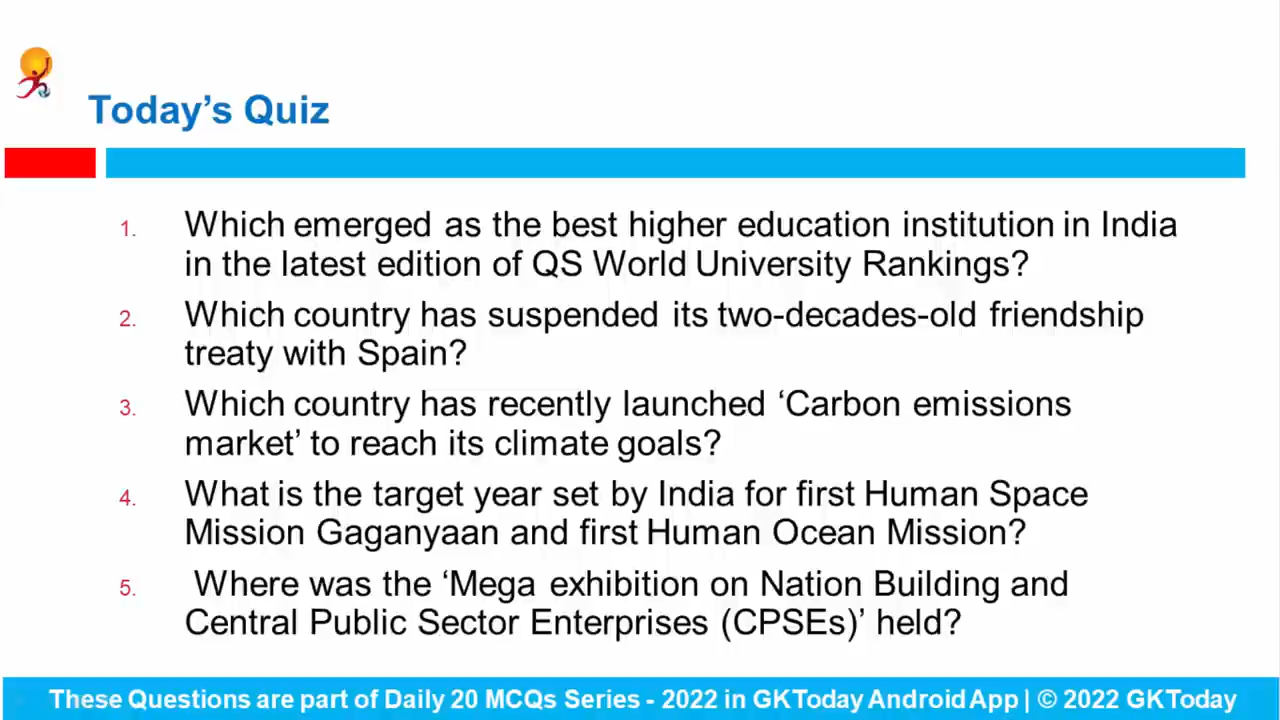 Today’s Quiz
1. Which emerged as the best higher education institution in India
in the latest edition of QS World University Rankings?
2. Which country has suspended its two-decades-old friendship
treaty with Spain?
3. Which country has recently launched ‘Carbon emissions
market’ to reach its climate goals?
4. What is the target year set by India for first Human Space
Mission Gaganyaan and first Human Ocean Mission?
5. Where was the ‘Mega exhibition on Nation Building and
Central Public Sector Enterprises (CPSEs)’ held?
These Questions are part of Daily 20 MCQs Series - 2022 in GKToday Android App | © 2022 GKToday